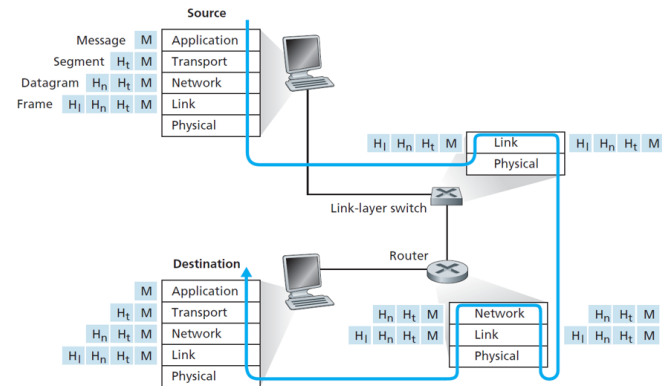 Source
Message M Application
Segment Ht M Transport
Datagram Hn Ht M Network
Frame Hl Hn Ht M Link
Physical
Hl Hn Ht M Link Hl Hn Ht M
Physical
Link-layer switch
Router
Destination
M Application
Ht M Transport
Hn Ht M Network
Hl Hn Ht M Link
Physical
Hn Ht M Network Hn Ht M
Hl Hn Ht M Link Hl Hn Ht M
Physical